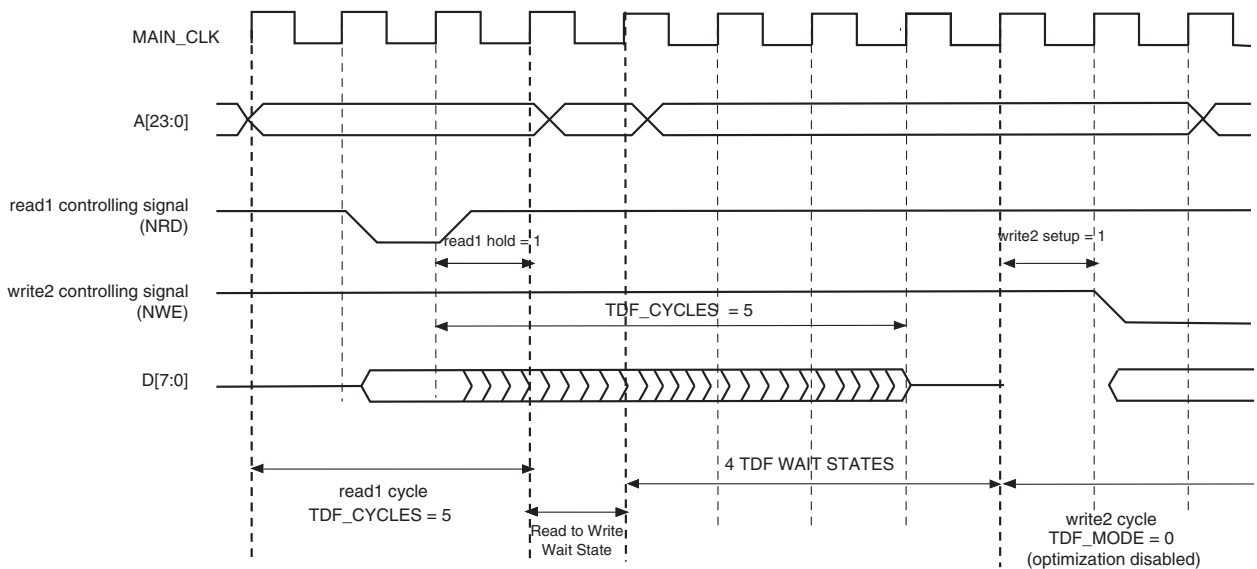 MAIN_CLK
A[23:0]
read1 controlling signal
(NRD)
read1 hold = 1
write2 setup = 1
write2 controlling signal
(NWE)
TDF_CYCLES = 5
D[7:0]
4 TDF WAIT STATES
read1 cycle
TDF_CYCLES = 5
Read to Write
Wait State
write2 cycle
TDF_MODE = 0
(optimization disabled)